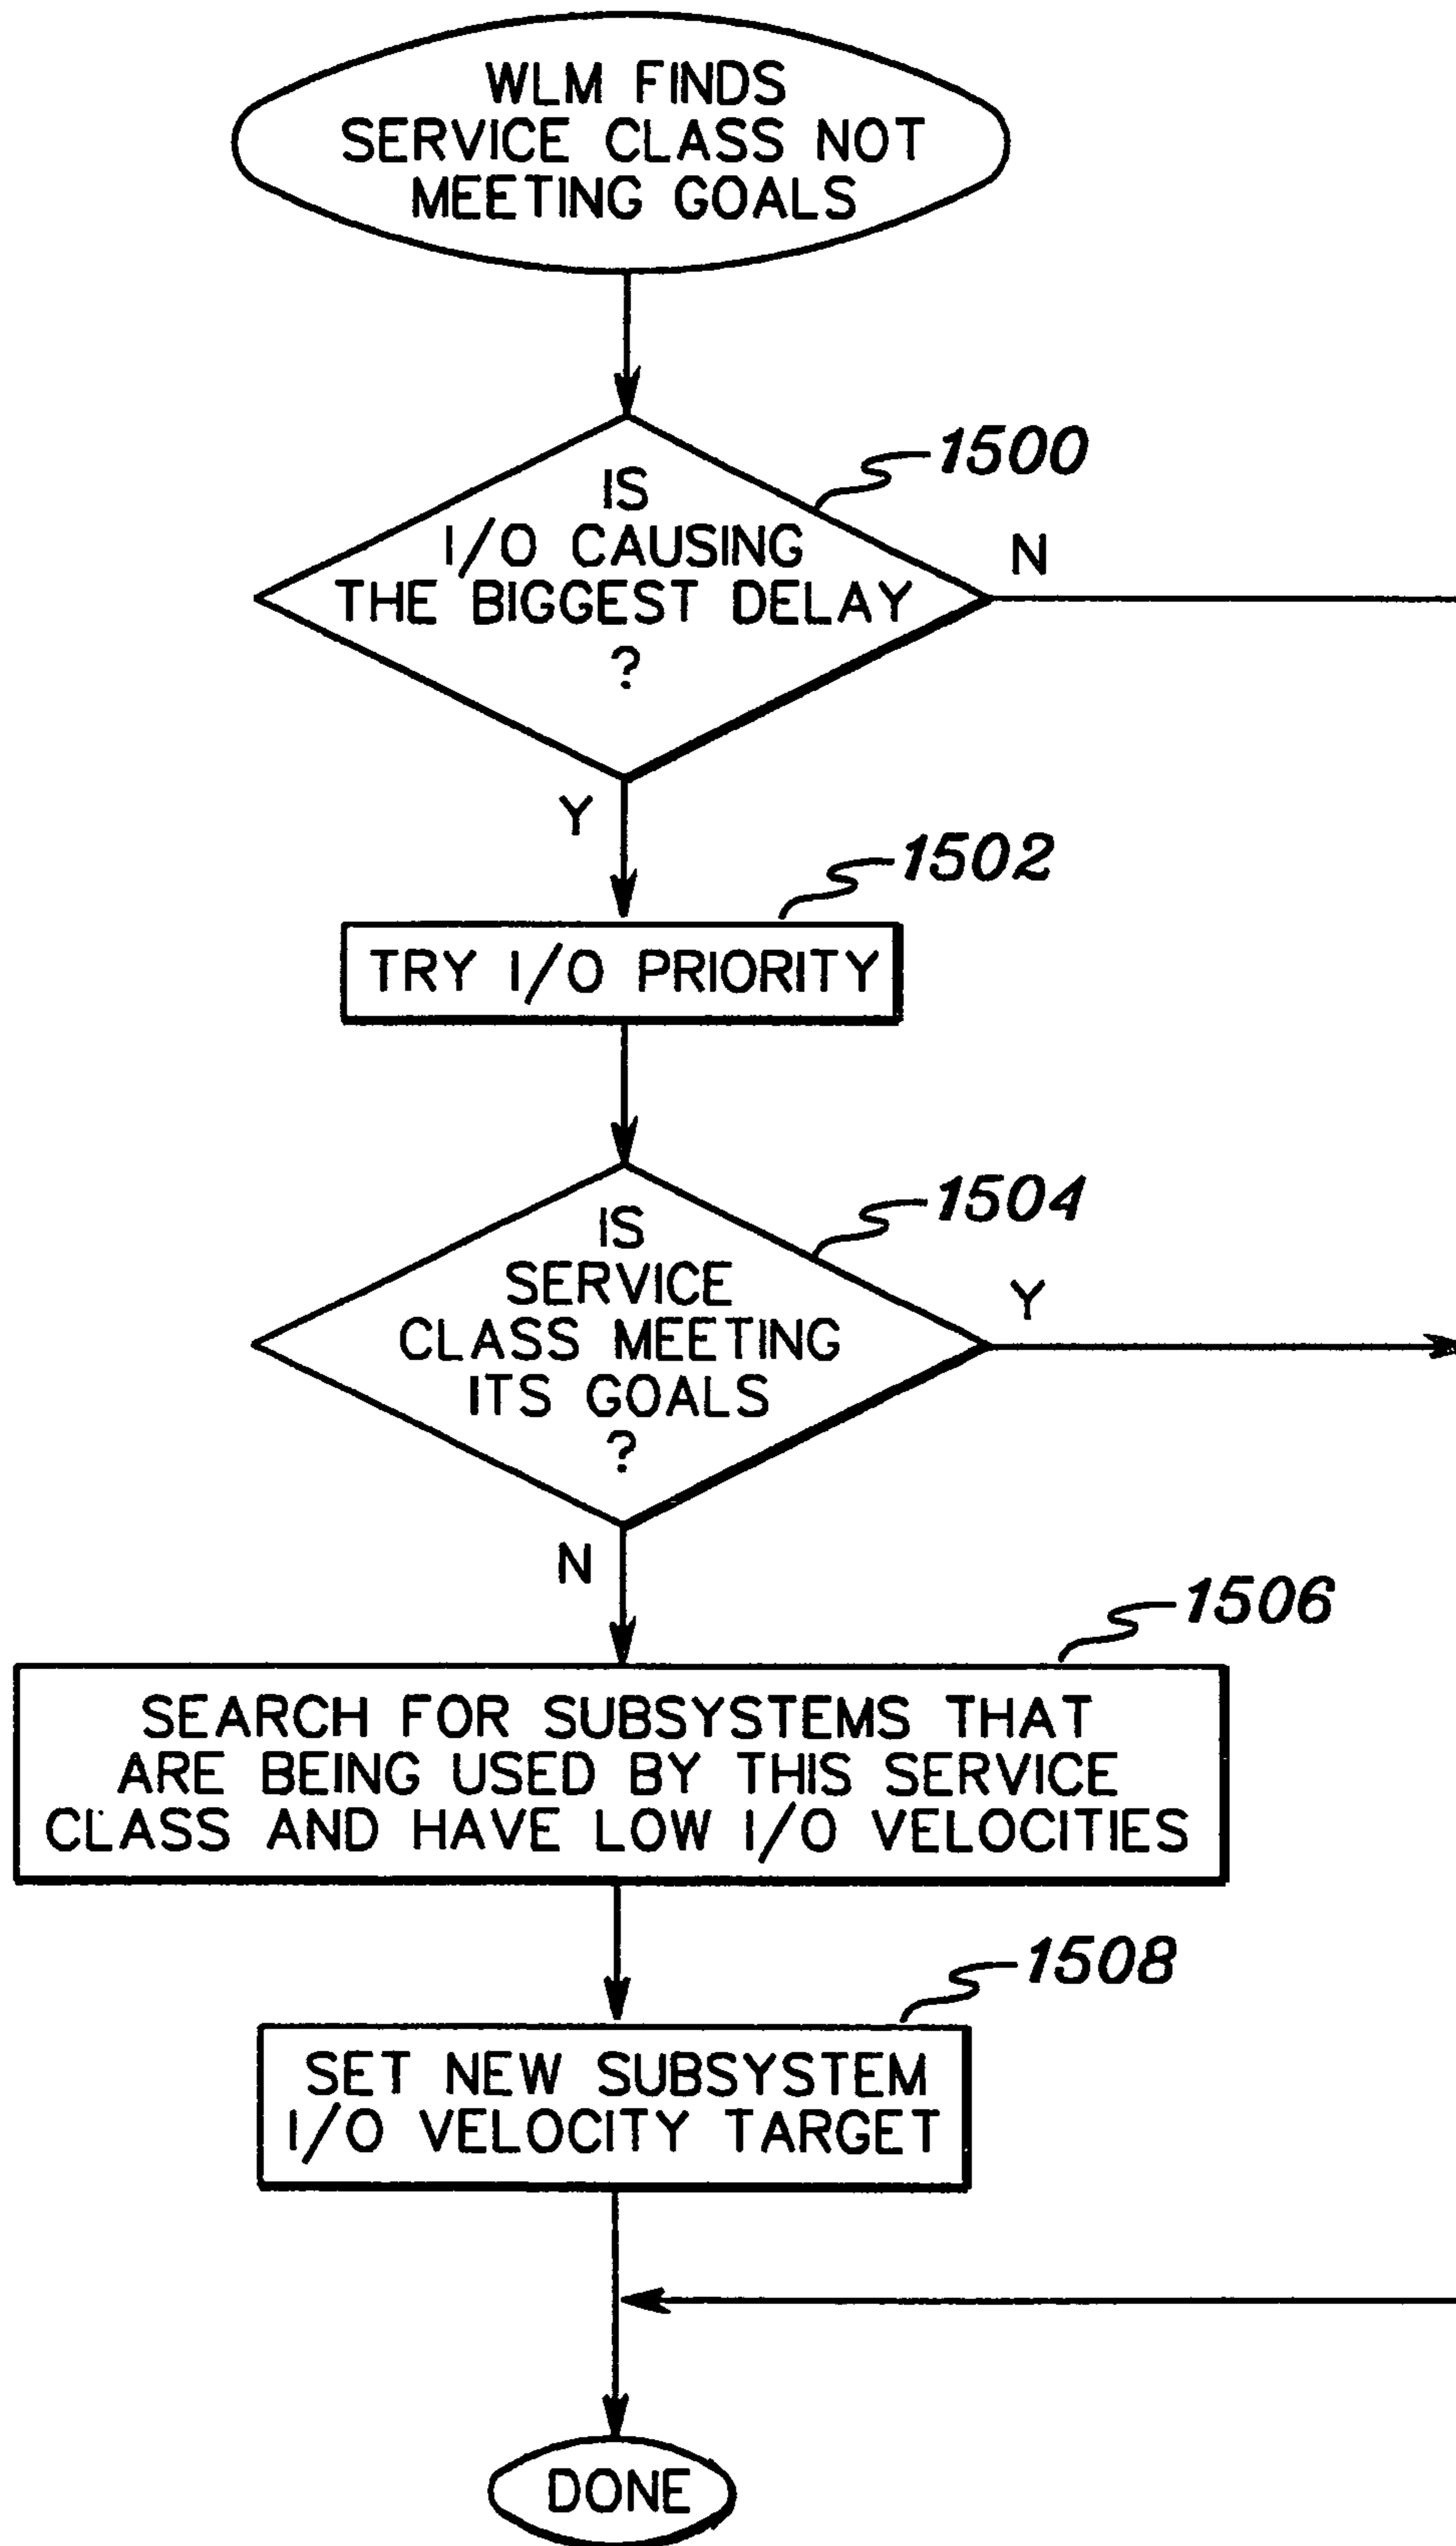 WLM FINDS
SERVICE CLASS NOT
MEETING GOALS
1500
IS
I/O CAUSING
THE BIGGEST DELAY
?
N
Y
1502
TRY I/O PRIORITY
1504
IS
SERVICE
CLASS MEETING
ITS GOALS
?
Y
N
1506
SEARCH FOR SUBSYSTEMS THAT
ARE BEING USED BY THIS SERVICE
CLASS AND HAVE LOW I/O VELOCITIES
1508
SET NEW SUBSYSTEM
I/O VELOCITY TARGET
DONE